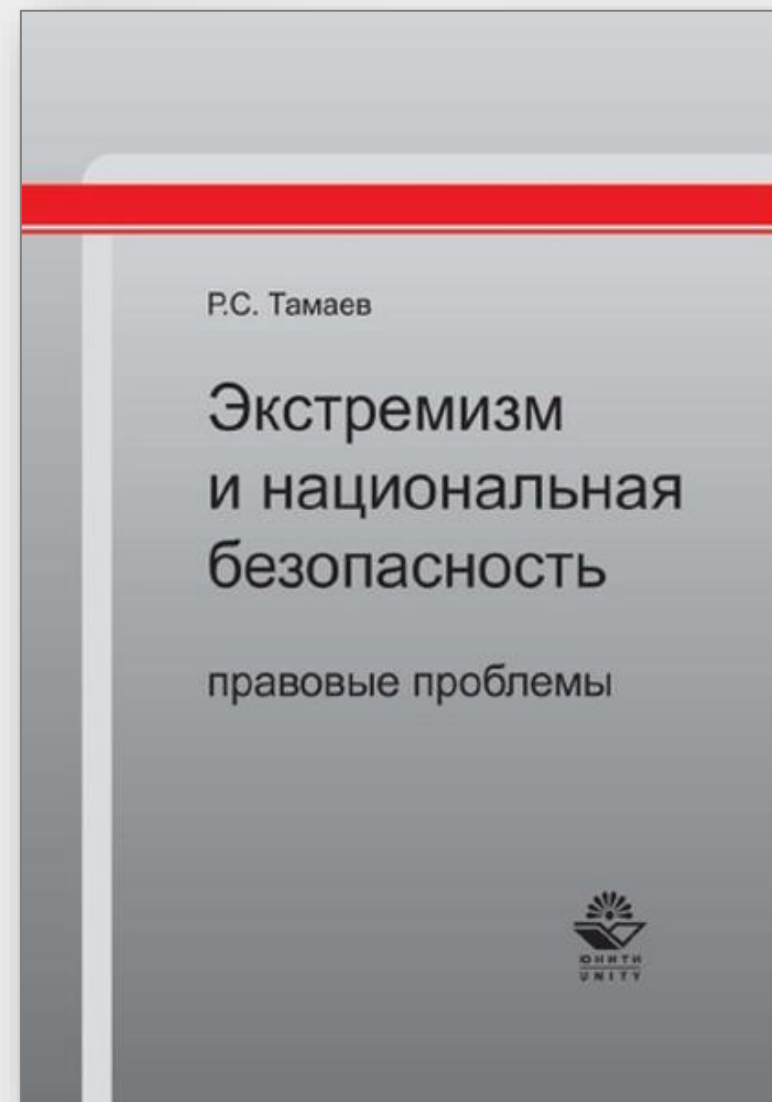 Р.С. Тамаев
Экстремизм
и национальная
безопасность
правовые проблемы
ЮНИТИ
UNITY